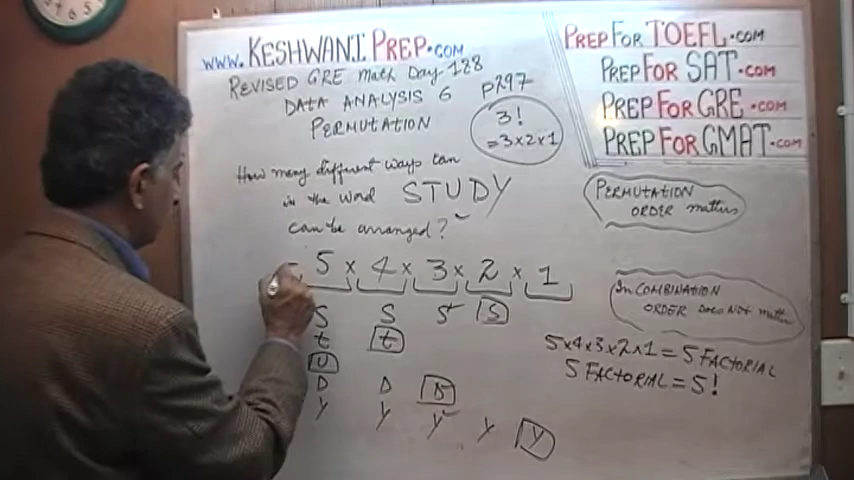 www.KESHWANIPREP.COM
REVISED GRE Math Day 188
DATA ANALYSIS 6 P297
PERMUTATION
3!
=3×2×1
How many different ways can
in the word STUDY
can be arranged?
= 5 × 4 × 3 × 2 × 1
S S S S
t t
U
D D D
Y Y Y Y Y
PREPFORTOEFL.COM
PREPFORSAT.COM
PREPFORGRE.COM
PREPFORGMAT.COM
PERMUTATION
ORDER matters
In COMBINATION
ORDER DOES NOT matter
5×4×3×2×1 = 5 FACTORIAL
5 FACTORIAL = 5!